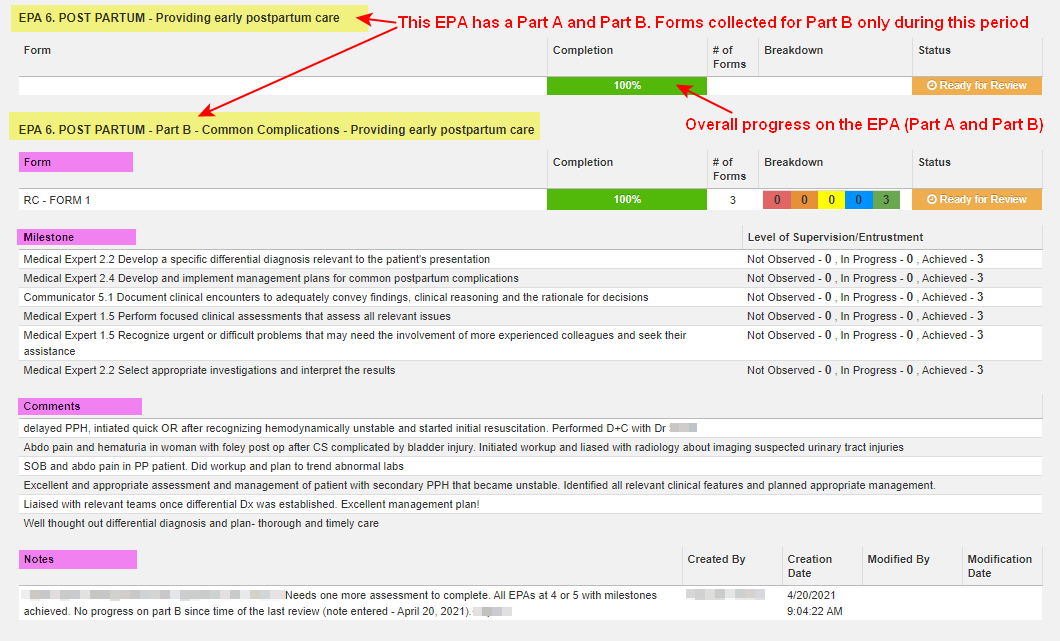 EPA 6. POST PARTUM - Providing early postpartum care
This EPA has a Part A and Part B. Forms collected for Part B only during this period
Form Completion # of Forms Breakdown Status
100% Ready for Review
Overall progress on the EPA (Part A and Part B)
EPA 6. POST PARTUM - Part B - Common Complications - Providing early postpartum care
Form Completion # of Forms Breakdown Status
RC - FORM 1 100% 3 0 0 0 0 3 Ready for Review
Milestone Level of Supervision/Entrustment
Medical Expert 2.2 Develop a specific differential diagnosis relevant to the patient's presentation Not Observed - 0 , In Progress - 0 , Achieved - 3
Medical Expert 2.4 Develop and implement management plans for common postpartum complications Not Observed - 0 , In Progress - 0 , Achieved - 3
Communicator 5.1 Document clinical encounters to adequately convey findings, clinical reasoning and the rationale for decisions Not Observed - 0 , In Progress - 0 , Achieved - 3
Medical Expert 1.5 Perform focused clinical assessments that assess all relevant issues Not Observed - 0 , In Progress - 0 , Achieved - 3
Medical Expert 1.5 Recognize urgent or difficult problems that may need the involvement of more experienced colleagues and seek their Not Observed - 0 , In Progress - 0 , Achieved - 3
assistance
Medical Expert 2.2 Select appropriate investigations and interpret the results Not Observed - 0 , In Progress - 0 , Achieved - 3
Comments
delayed PPH, intiated quick OR after recognizing hemodynamically unstable and started initial resuscitation. Performed D+C with Dr
Abdo pain and hematuria in woman with foley post op after CS complicated by bladder injury. Initiated workup and liased with radiology about imaging suspected urinary tract injuries
SOB and abdo pain in PP patient. Did workup and plan to trend abnormal labs
Excellent and appropriate assessment and management of patient with secondary PPH that became unstable. Identified all relevant clinical features and planned appropriate management.
Liaised with relevant teams once differential Dx was established. Excellent management plan!
Well thought out differential diagnosis and plan- thorough and timely care
Notes Created By Creation Date Modified By Modification Date
Needs one more assessment to complete. All EPAs at 4 or 5 with milestones 4/20/2021
achieved. No progress on part B since time of the last review (note entered - April 20, 2021). 9:04:22 AM